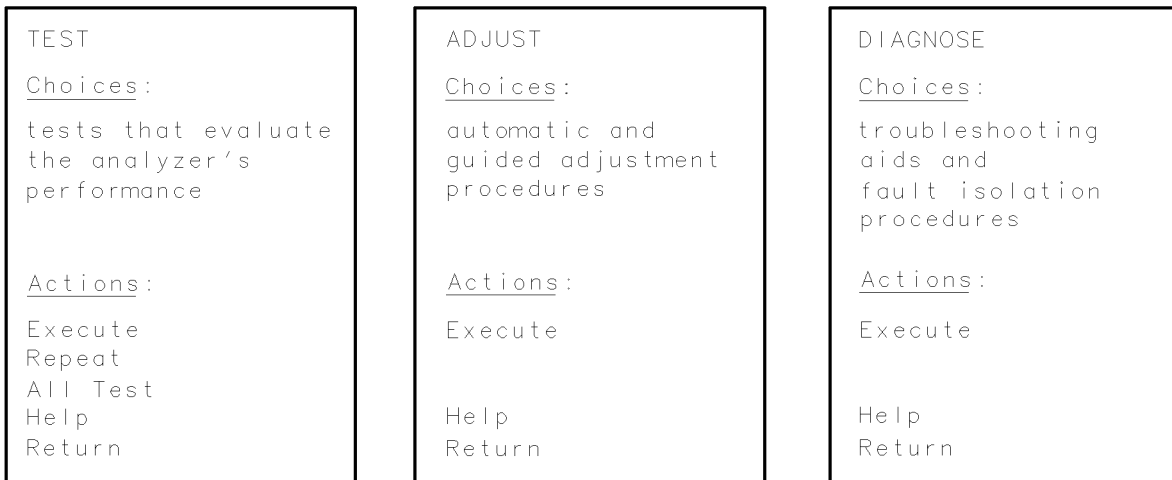 TEST
Choices:
tests that evaluate
the analyzer's
performance
Actions:
Execute
Repeat
All Test
Help
Return
ADJUST
Choices:
automatic and
guided adjustment
procedures
Actions:
Execute
Help
Return
DIAGNOSE
Choices:
troubleshooting
aids and
fault isolation
procedures
Actions:
Execute
Help
Return